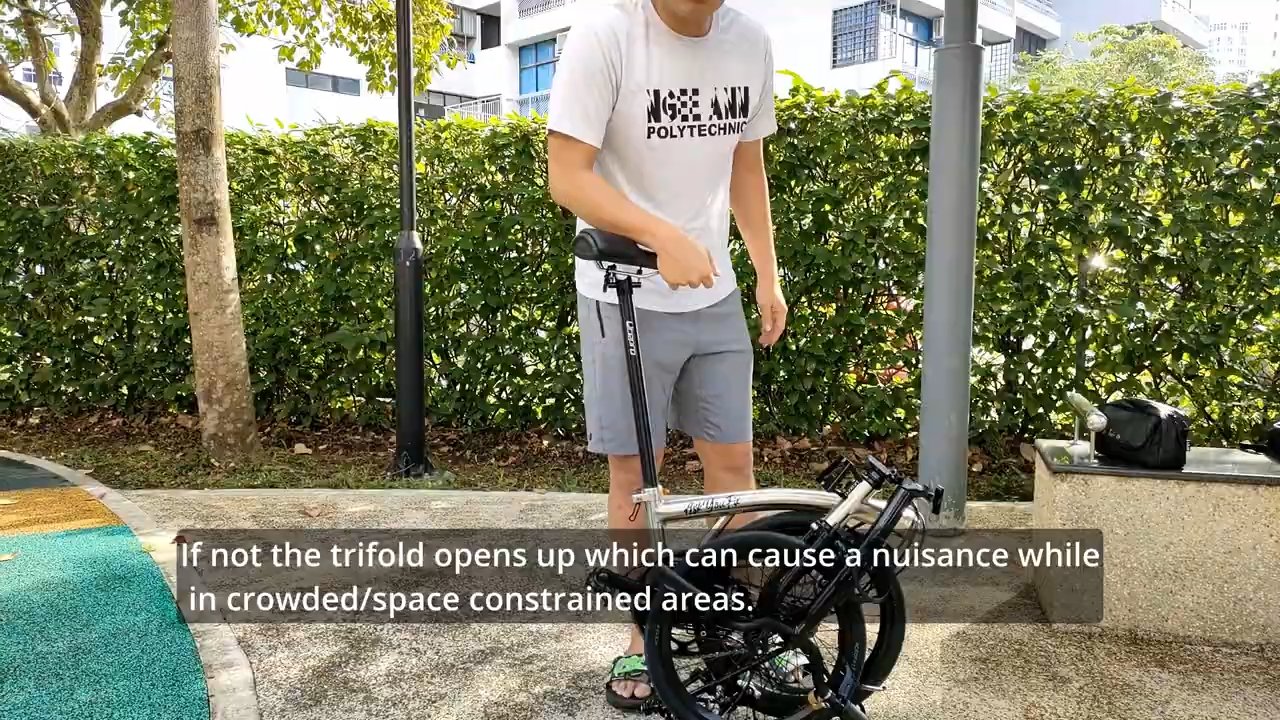 NGEE ANN
POLYTECHNIC
If not the trifold opens up which can cause a nuisance while
in crowded/space constrained areas.